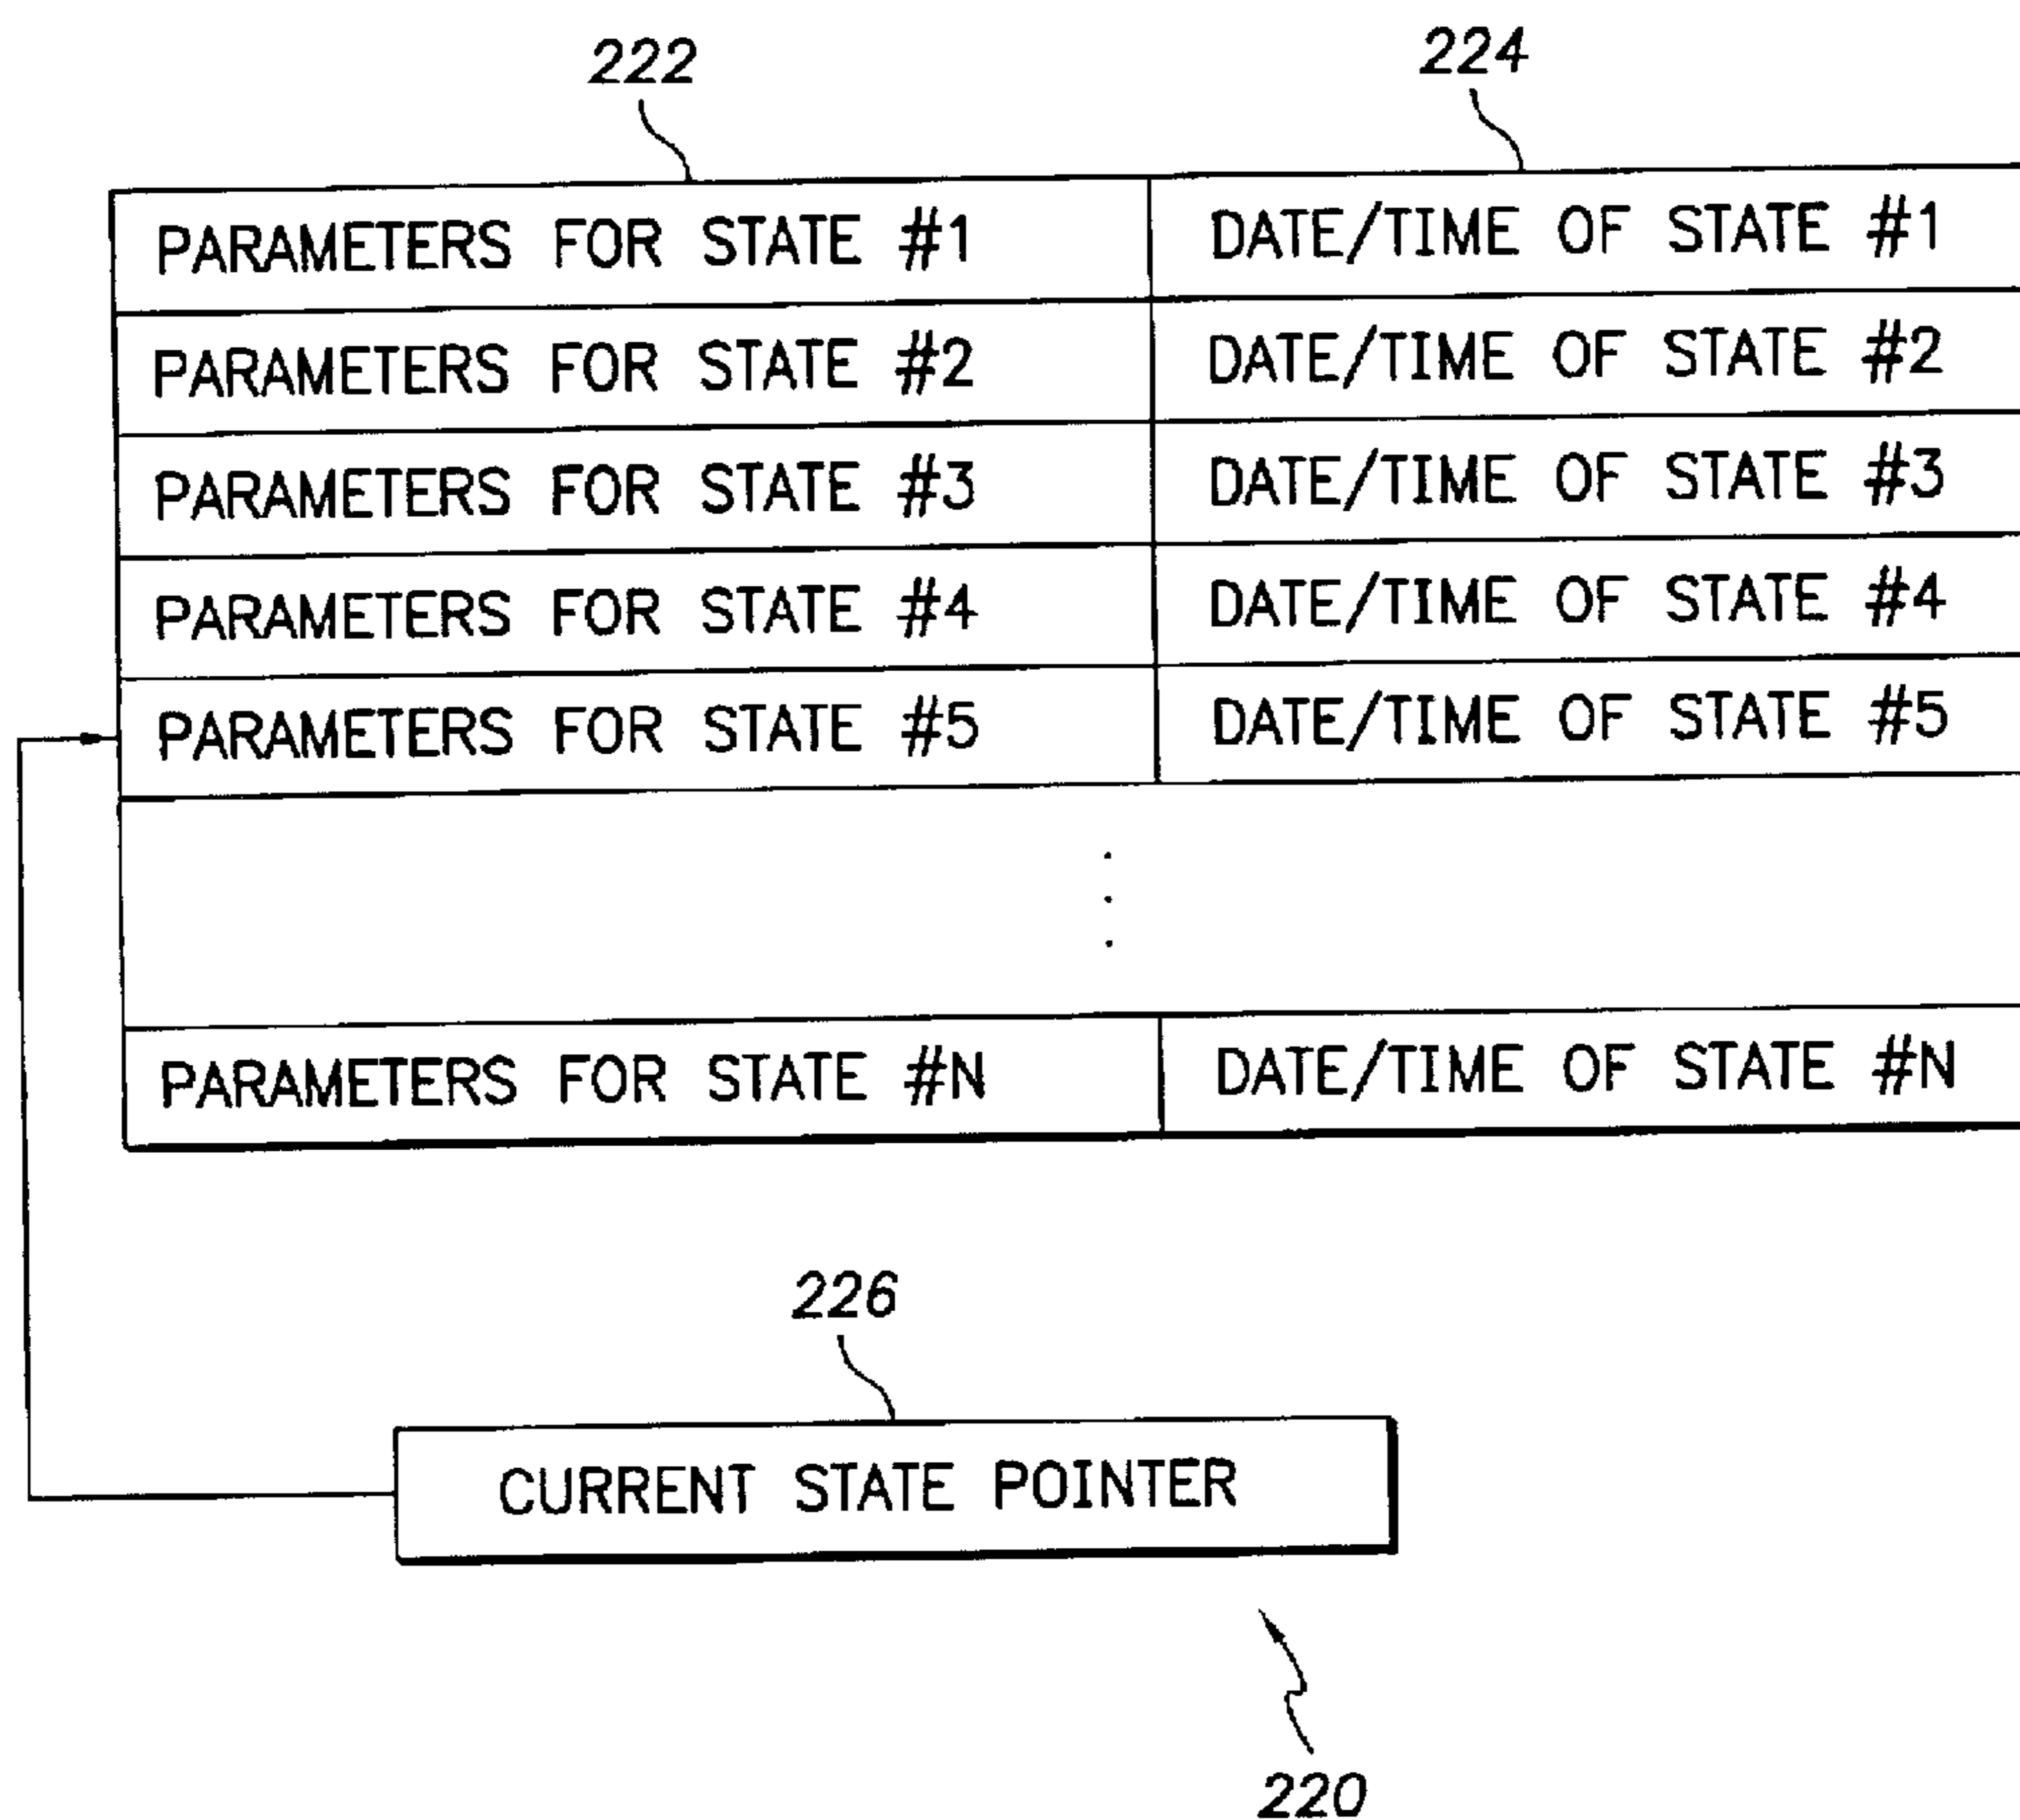 222 224
PARAMETERS FOR STATE #1 DATE/TIME OF STATE #1
PARAMETERS FOR STATE #2 DATE/TIME OF STATE #2
PARAMETERS FOR STATE #3 DATE/TIME OF STATE #3
PARAMETERS FOR STATE #4 DATE/TIME OF STATE #4
PARAMETERS FOR STATE #5 DATE/TIME OF STATE #5
PARAMETERS FOR STATE #N DATE/TIME OF STATE #N
226
CURRENT STATE POINTER
220